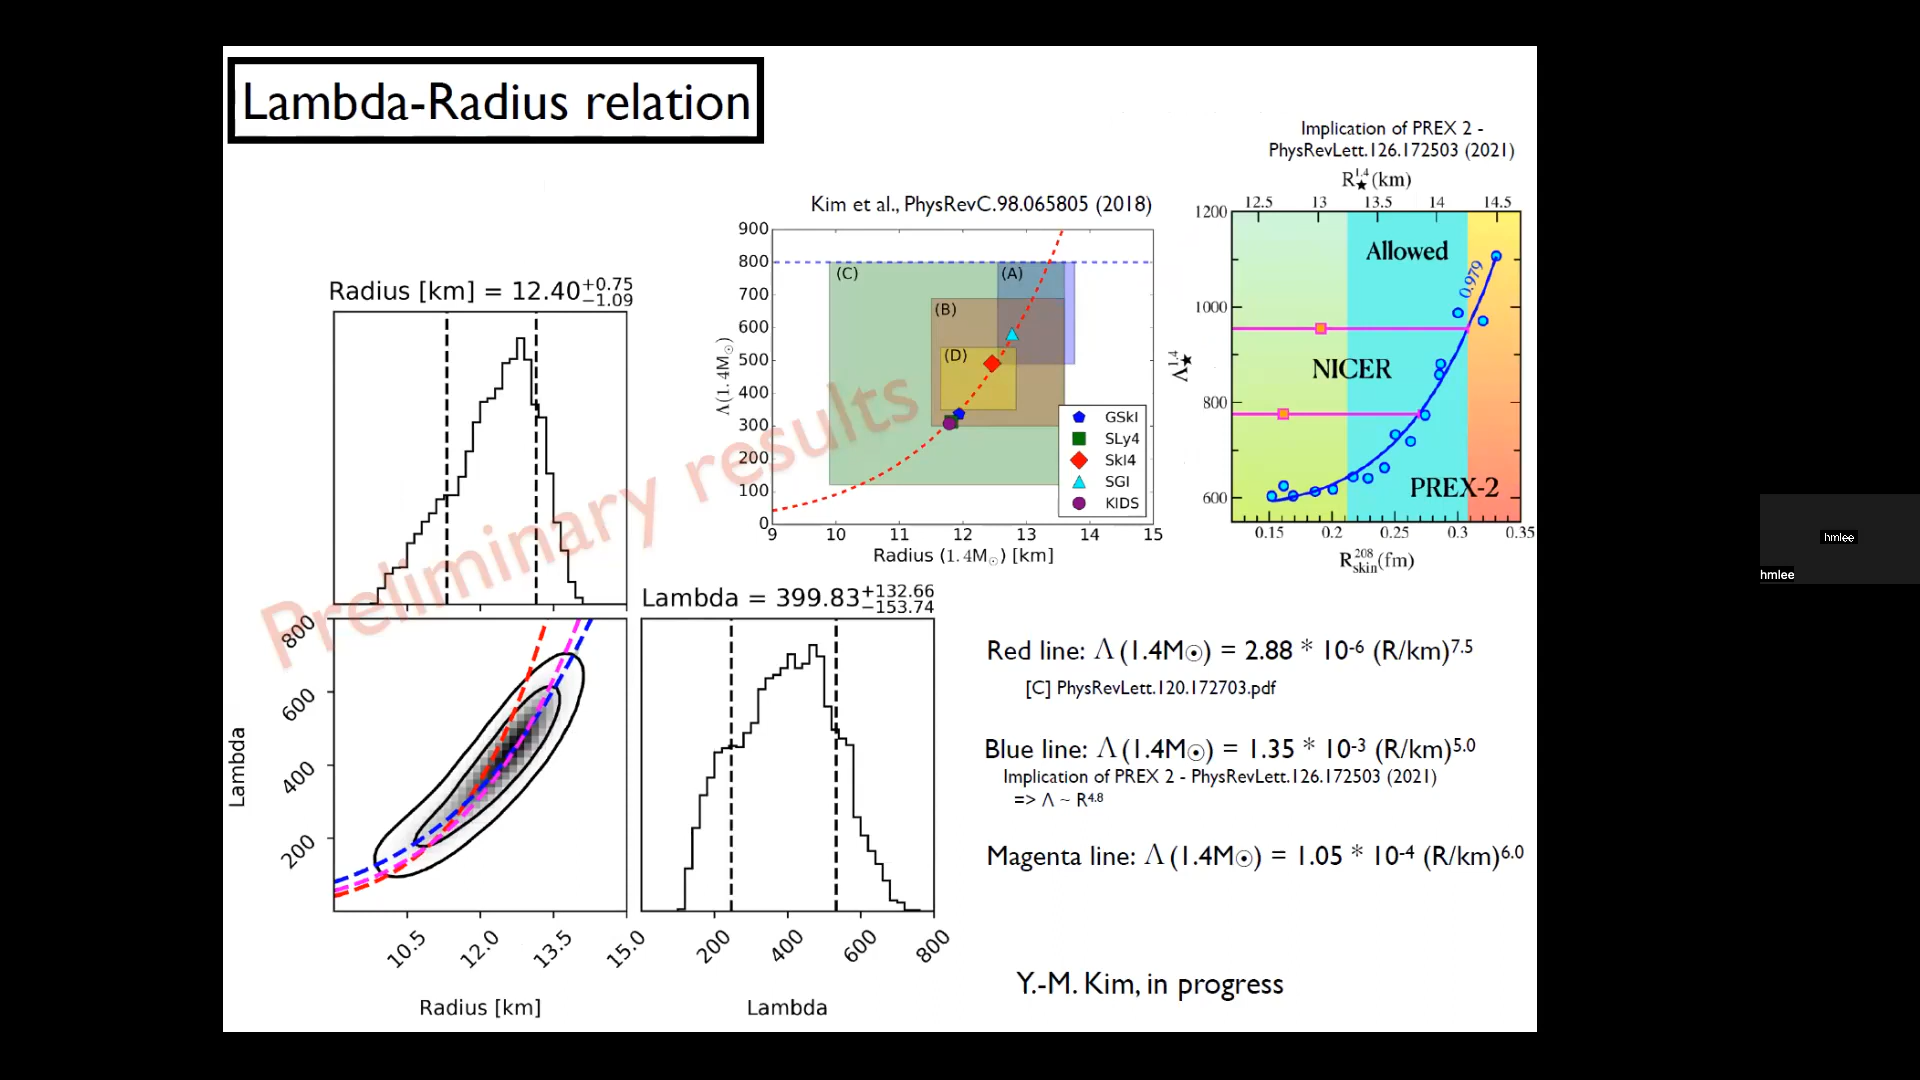 Lambda-Radius relation
Implication of PREX 2 -
PhysRevLett.126.172503 (2021)
R★^1.4(km)
12.5 13 13.5 14 14.5
Kim et al., PhysRevC.98.065805 (2018)
900
800
700
600
500
400
300
200
100
0
Λ(1.4M☉)
(C)
(A)
(B)
(D)
GSkI
SLy4
SkI4
SGI
KIDS
9 10 11 12 13 14 15
Radius (1.4M☉) [km]
1200
1000
800
600
Λ★^1.4
Allowed
0.979
NICER
PREX-2
0.15 0.2 0.25 0.3 0.35
R_skin^208(fm)
Radius [km] = 12.40+0.75−1.09
Preliminary results
Lambda = 399.83+132.66−153.74
800
600
400
200
Lambda
10.5 12.0 13.5 15.0
Radius [km]
200 400 600 800
Lambda
Red line: Λ (1.4M☉) = 2.88 * 10^-6 (R/km)^7.5
[C] PhysRevLett.120.172703.pdf
Blue line: Λ (1.4M☉) = 1.35 * 10^-3 (R/km)^5.0
Implication of PREX 2 - PhysRevLett.126.172503 (2021)
=> Λ ~ R^4.8
Magenta line: Λ (1.4M☉) = 1.05 * 10^-4 (R/km)^6.0
Y.-M. Kim, in progress
hmlee
hmlee